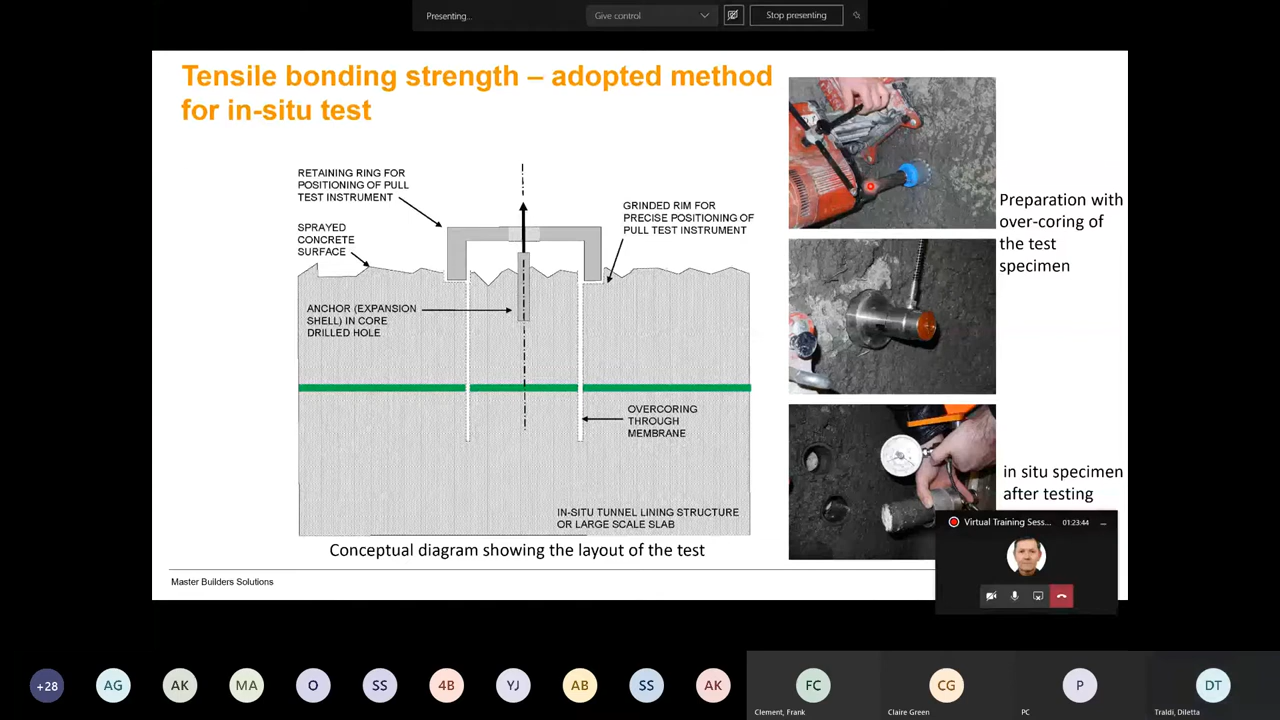 Presenting...
Give control
Stop presenting
Tensile bonding strength – adopted method
for in-situ test
RETAINING RING FOR
POSITIONING OF PULL
TEST INSTRUMENT
SPRAYED
CONCRETE
SURFACE
GRINDED RIM FOR
PRECISE POSITIONING OF
PULL TEST INSTRUMENT
ANCHOR (EXPANSION
SHELL) IN CORE
DRILLED HOLE
OVERCORING
THROUGH
MEMBRANE
IN-SITU TUNNEL LINING STRUCTURE
OR LARGE SCALE SLAB
Conceptual diagram showing the layout of the test
Preparation with
over-coring of
the test
specimen
in situ specimen
after testing
Master Builders Solutions
Virtual Training Sess...
01:23:44
+28
AG
AK
MA
O
SS
4B
YJ
AB
SS
AK
FC
CG
P
DT
Clement, Frank
Claire Green
PC
Traldi, Diletta